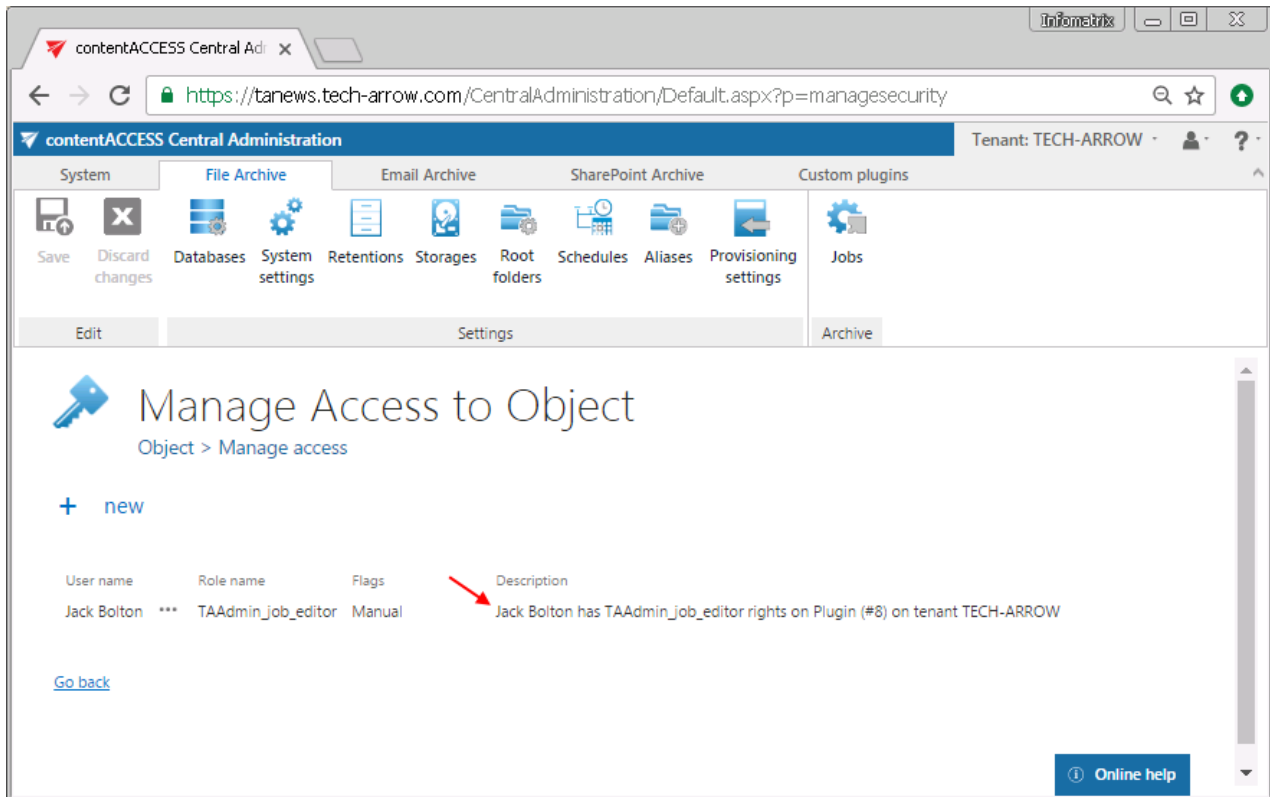 Infomatrix
contentACCESS Central Adr
https://tanews.tech-arrow.com/CentralAdministration/Default.aspx?p=managesecurity
contentACCESS Central Administration
Tenant: TECH-ARROW
?
System File Archive Email Archive SharePoint Archive Custom plugins
Save Discard changes Databases System settings Retentions Storages Root folders Schedules Aliases Provisioning settings Jobs
Edit Settings Archive
Manage Access to Object
Object > Manage access
+ new
User name Role name Flags Description
Jack Bolton ••• TAAdmin_job_editor Manual Jack Bolton has TAAdmin_job_editor rights on Plugin (#8) on tenant TECH-ARROW
Go back
Online help